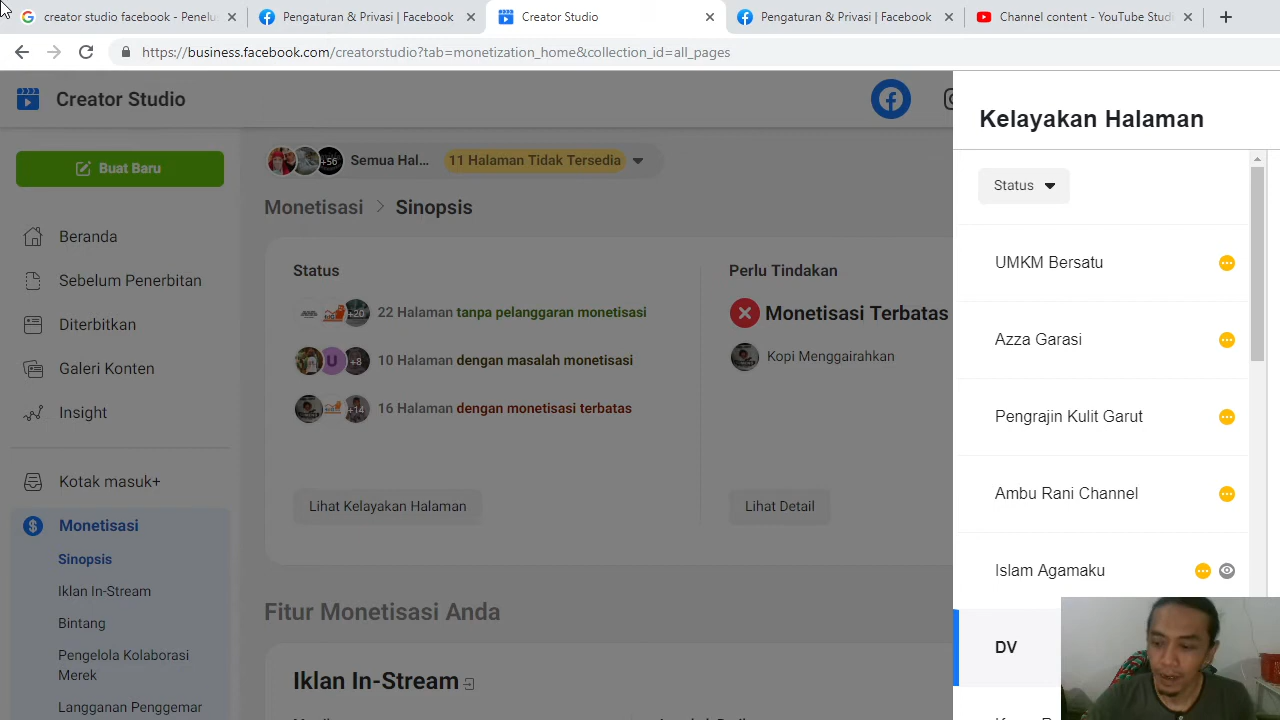 creator studio facebook - Penelu
Pengaturan & Privasi | Facebook
Creator Studio
Pengaturan & Privasi | Facebook
Channel content - YouTube Studi
https://business.facebook.com/creatorstudio?tab=monetization_home&collection_id=all_pages
Creator Studio
Buat Baru
Beranda
Sebelum Penerbitan
Diterbitkan
Galeri Konten
Insight
Kotak masuk+
Monetisasi
Sinopsis
Iklan In-Stream
Bintang
Pengelola Kolaborasi
Merek
Langganan Penggemar
+56
Semua Hal...
11 Halaman Tidak Tersedia
Monetisasi > Sinopsis
Status
+20
22 Halaman tanpa pelanggaran monetisasi
U
+8
10 Halaman dengan masalah monetisasi
+14
16 Halaman dengan monetisasi terbatas
Lihat Kelayakan Halaman
Perlu Tindakan
Monetisasi Terbatas
Kopi Menggairahkan
Lihat Detail
Fitur Monetisasi Anda
Iklan In-Stream
Kelayakan Halaman
Status
UMKM Bersatu
Azza Garasi
Pengrajin Kulit Garut
Ambu Rani Channel
Islam Agamaku
DV